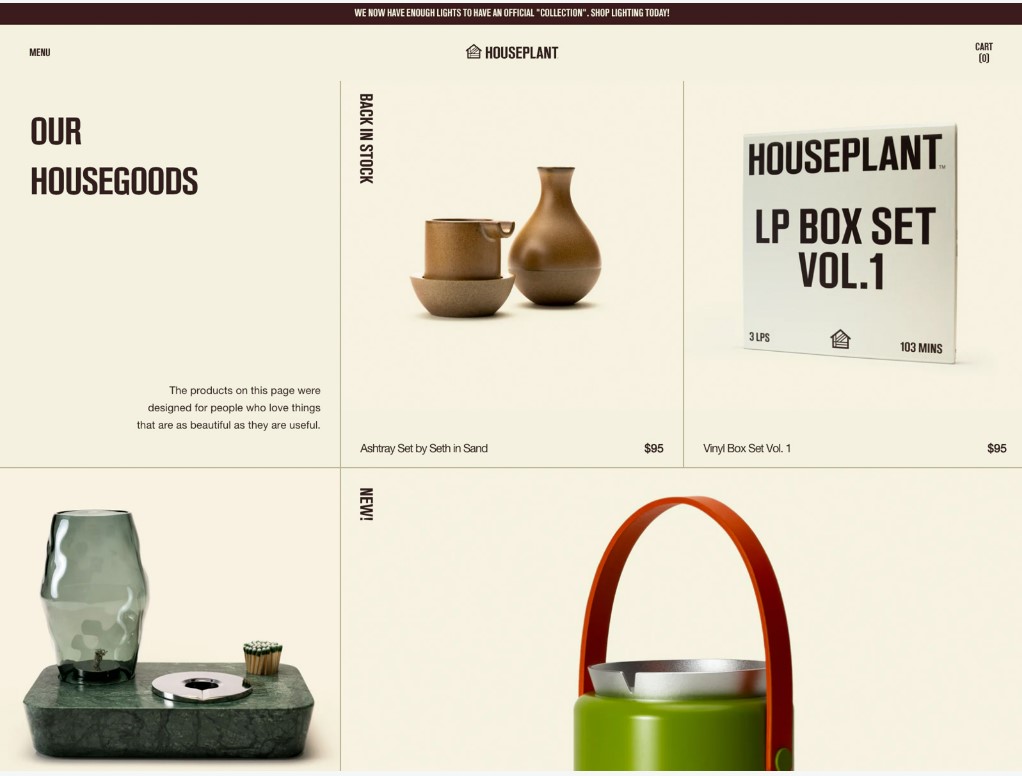 WE NOW HAVE ENOUGH LIGHTS TO HAVE AN OFFICIAL "COLLECTION". SHOP LIGHTING TODAY!
MENU
HOUSEPLANT
CART
(0)
OUR
HOUSEGOODS
The products on this page were
designed for people who love things
that are as beautiful as they are useful.
BACK IN STOCK
Ashtray Set by Seth in Sand
$95
HOUSEPLANT™
LP BOX SET
VOL.1
3 LPS
103 MINS
Vinyl Box Set Vol. 1
$95
NEW!